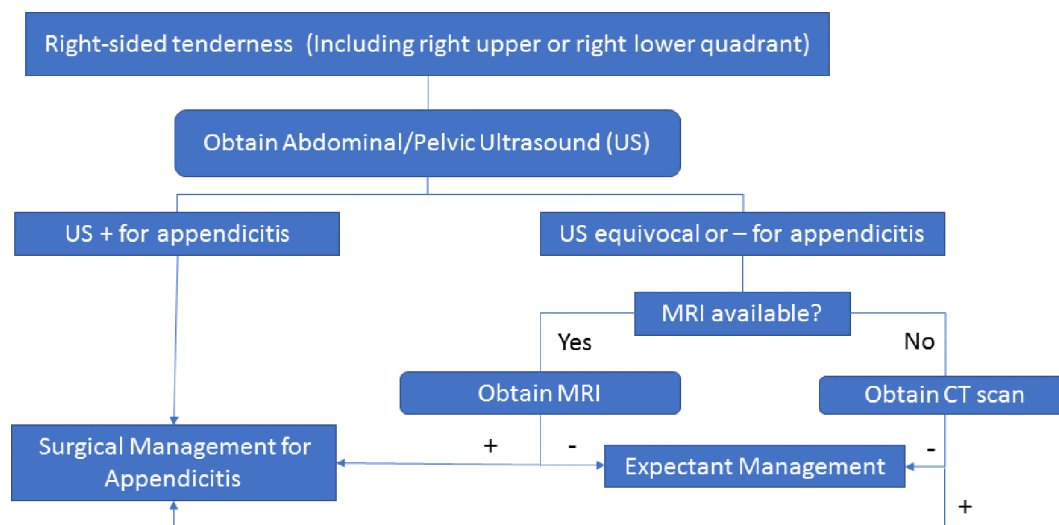 Right-sided tenderness (Including right upper or right lower quadrant)
Obtain Abdominal/Pelvic Ultrasound (US)
US + for appendicitis
US equivocal or – for appendicitis
MRI available?
Yes
No
Obtain MRI
Obtain CT scan
Surgical Management for
Appendicitis
+
-
Expectant Management
-
+